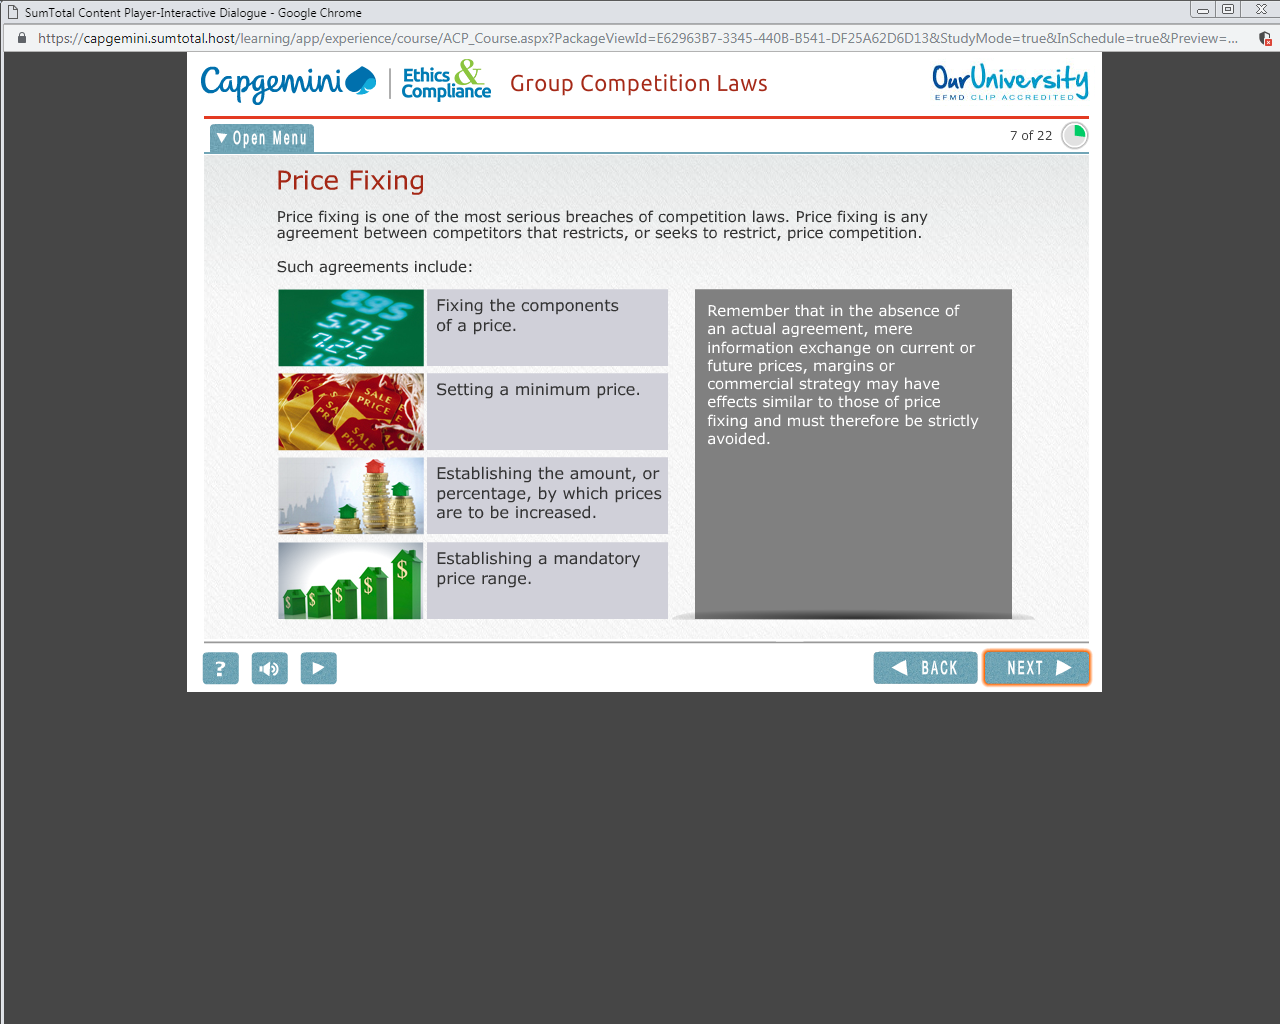 SumTotal Content Player-Interactive Dialogue - Google Chrome
https://capgemini.sumtotal.host/learning/app/experience/course/ACP_Course.aspx?PackageViewId=E62963B7-3345-440B-B541-DF25A62D6D13&StudyMode=true&InSchedule=true&Preview=...
Capgemini
Ethics &
Compliance
Group Competition Laws
OurUniversity
EFMD CLIP ACCREDITED
Open Menu
7 of 22
Price Fixing
Price fixing is one of the most serious breaches of competition laws. Price fixing is any
agreement between competitors that restricts, or seeks to restrict, price competition.
Such agreements include:
995
5.75
7.25
Fixing the components
of a price.
SALE
PRICE
Setting a minimum price.
Establishing the amount, or
percentage, by which prices
are to be increased.
$ $ $ $ $
Establishing a mandatory
price range.
Remember that in the absence of
an actual agreement, mere
information exchange on current or
future prices, margins or
commercial strategy may have
effects similar to those of price
fixing and must therefore be strictly
avoided.
?
BACK
NEXT